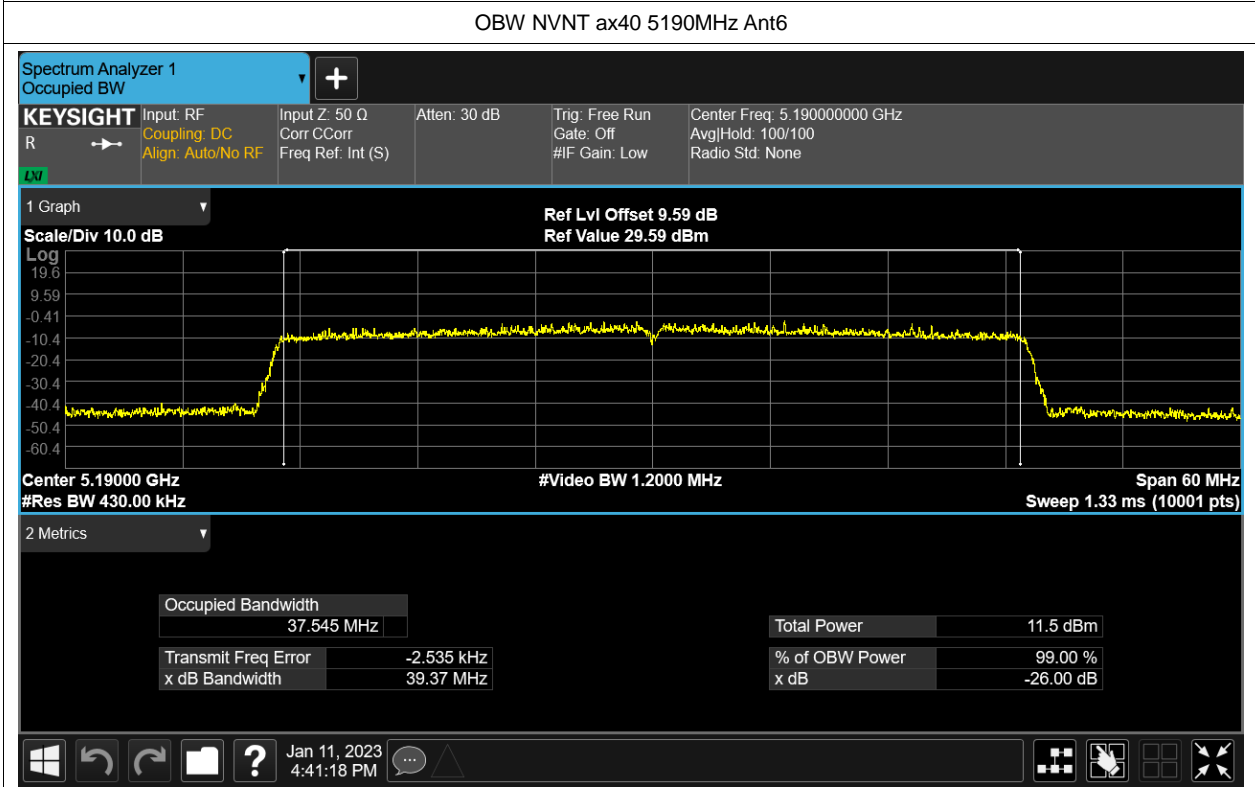 OBW NVNT ax40 5190MHz Ant6
Spectrum Analyzer 1
Occupied BW
KEYSIGHT
R
LXI
Input: RF
Coupling: DC
Align: Auto/No RF
Input Z: 50 Ω
Corr CCorr
Freq Ref: Int (S)
Atten: 30 dB
Trig: Free Run
Gate: Off
#IF Gain: Low
Center Freq: 5.190000000 GHz
Avg|Hold: 100/100
Radio Std: None
1 Graph
Ref Lvl Offset 9.59 dB
Scale/Div 10.0 dB
Ref Value 29.59 dBm
Log
19.6
9.59
-0.41
-10.4
-20.4
-30.4
-40.4
-50.4
-60.4
Center 5.19000 GHz
#Video BW 1.2000 MHz
Span 60 MHz
#Res BW 430.00 kHz
Sweep 1.33 ms (10001 pts)
2 Metrics
Occupied Bandwidth
37.545 MHz
Total Power 11.5 dBm
Transmit Freq Error -2.535 kHz
% of OBW Power 99.00 %
x dB Bandwidth 39.37 MHz
x dB -26.00 dB
?
Jan 11, 2023
4:41:18 PM